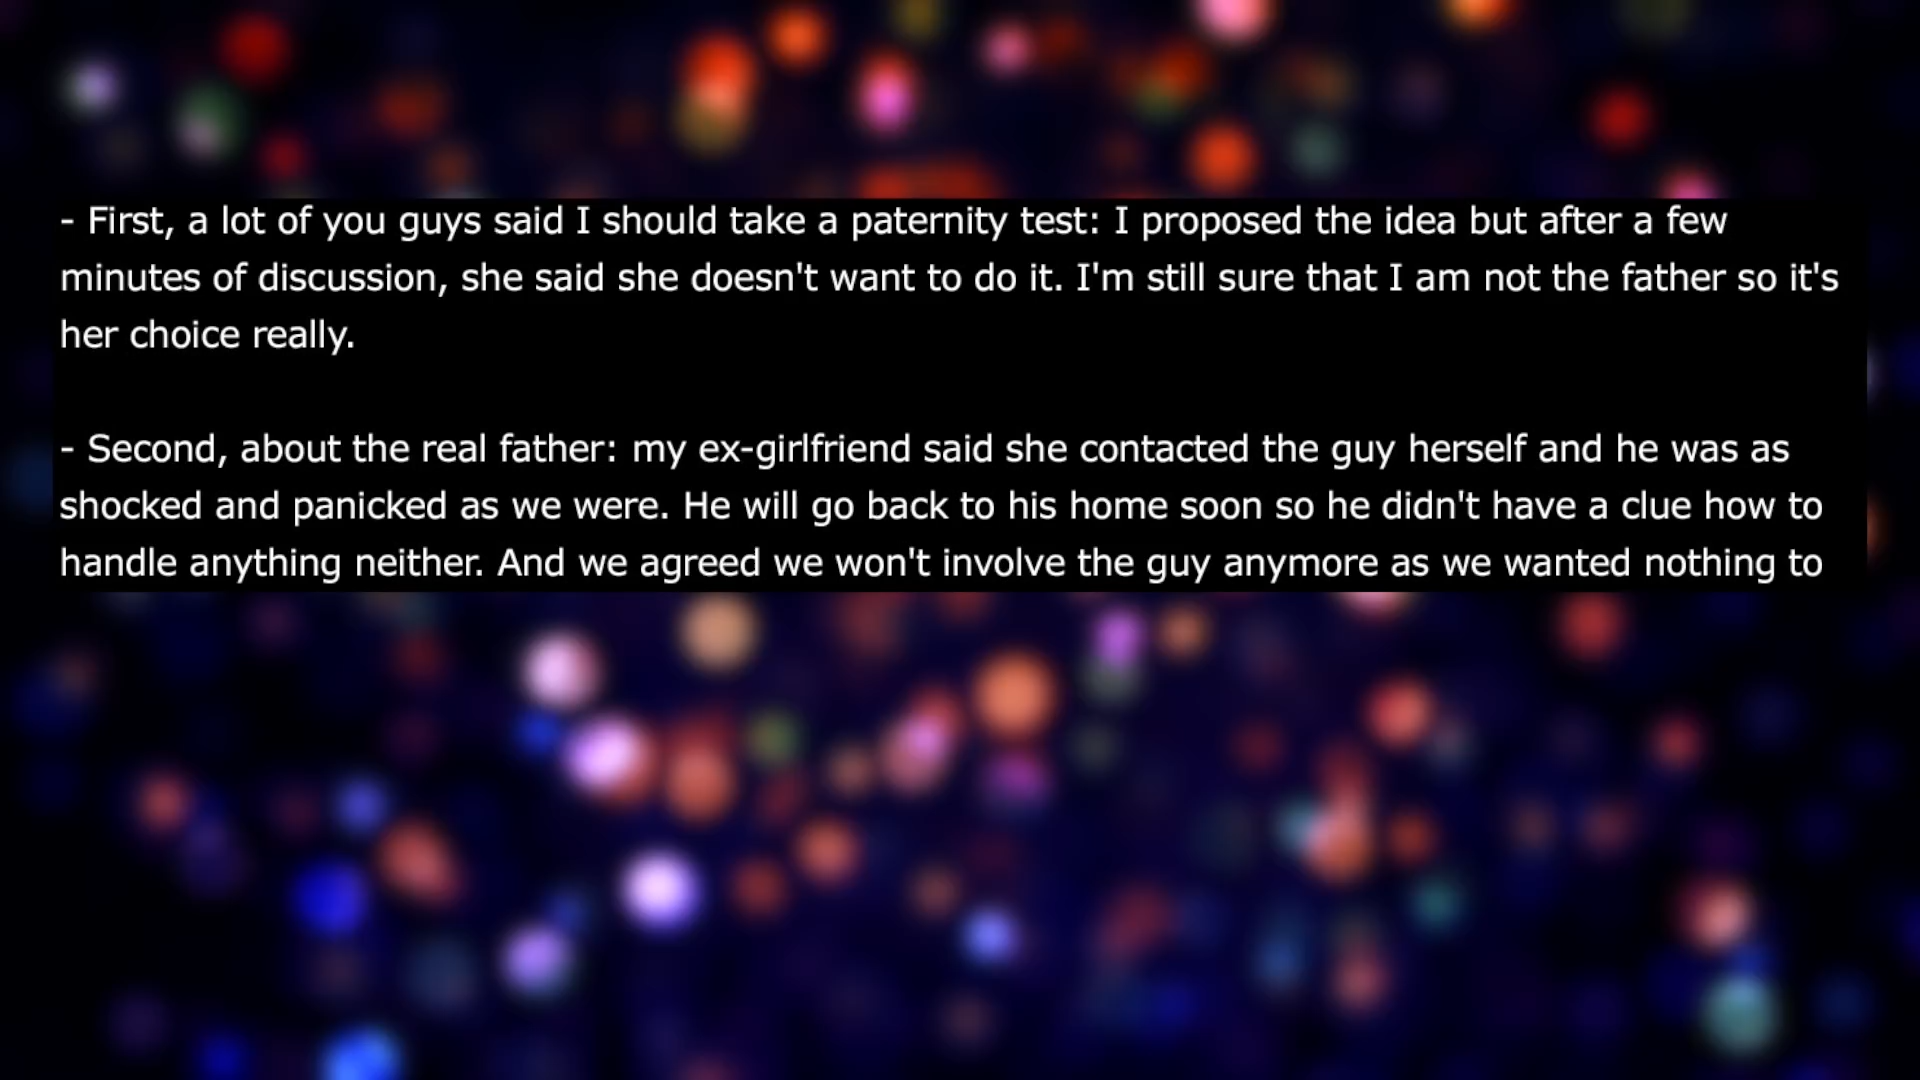 - First, a lot of you guys said I should take a paternity test: I proposed the idea but after a few
minutes of discussion, she said she doesn't want to do it. I'm still sure that I am not the father so it's
her choice really.
- Second, about the real father: my ex-girlfriend said she contacted the guy herself and he was as
shocked and panicked as we were. He will go back to his home soon so he didn't have a clue how to
handle anything neither. And we agreed we won't involve the guy anymore as we wanted nothing to